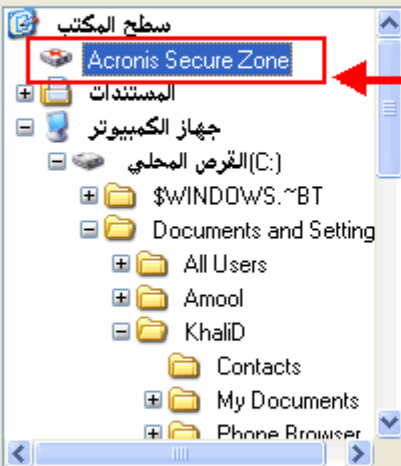 سطح المكتب
Acronis Secure Zone
المستندات
جهاز الكمبيوتر
القرص المحلي(C:)
$WINDOWS.~BT
Documents and Setting
All Users
Amool
KhaliD
Contacts
My Documents
Phone Browser